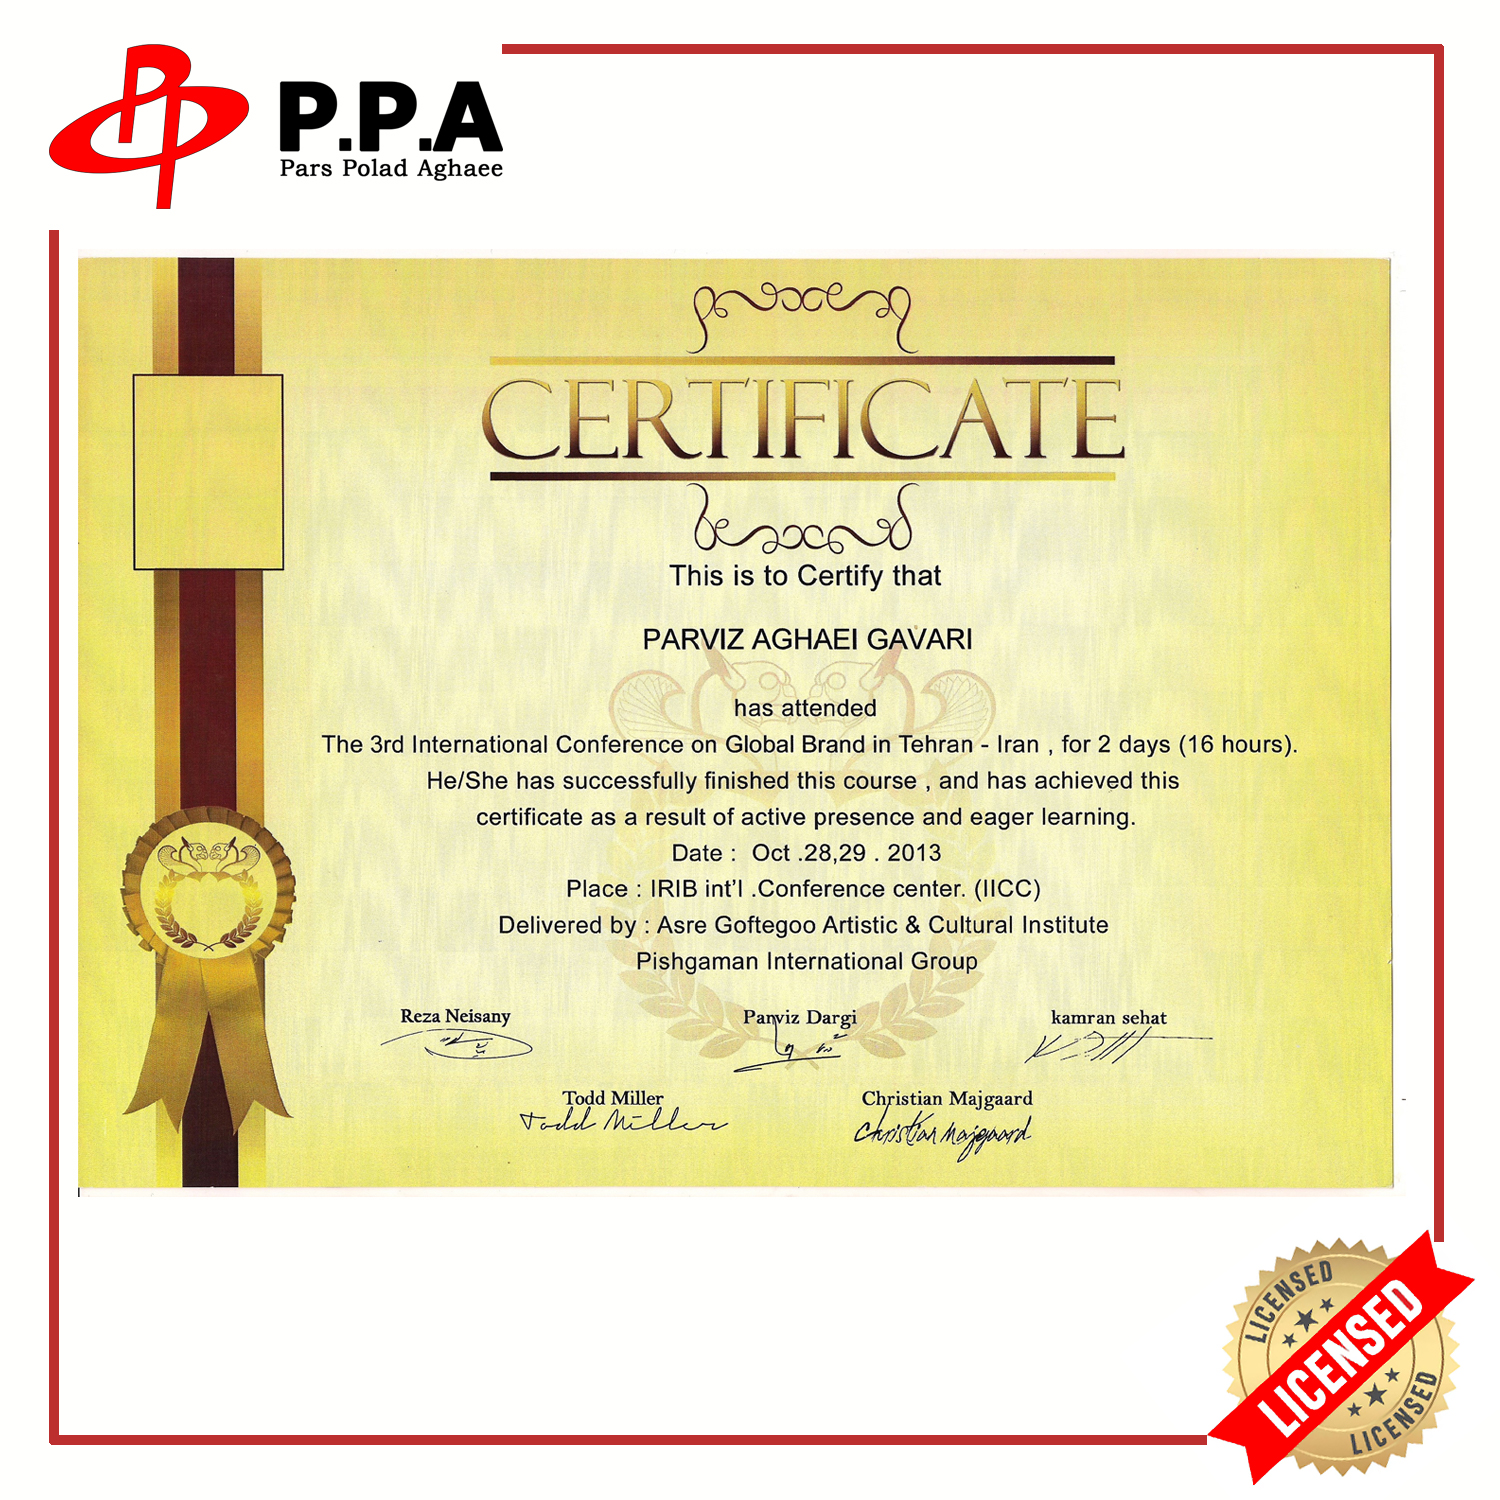 P.P.A
Pars Polad Aghaee
CERTIFICATE
This is to Certify that
PARVIZ AGHAEI GAVARI
has attended
The 3rd International Conference on Global Brand in Tehran - Iran , for 2 days (16 hours).
He/She has successfully finished this course , and has achieved this
certificate as a result of active presence and eager learning.
Date : Oct .28,29 . 2013
Place : IRIB int'l .Conference center. (IICC)
Delivered by : Asre Goftegoo Artistic & Cultural Institute
Pishgaman International Group
Reza Neisany
Parviz Dargi
kamran sehat
Todd Miller
Todd Miller
Christian Majgaard
Christian Majgaard
LICENSED
LICENSED
LICENSED